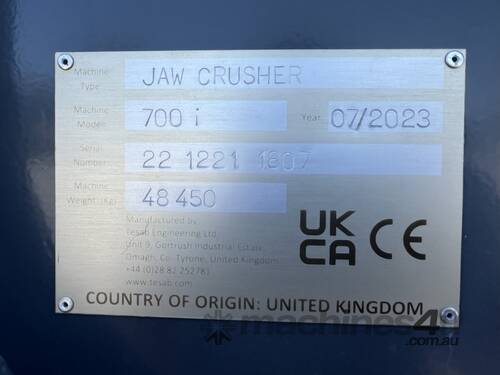 Machine Type JAW CRUSHER
Machine Model 700 i Year 07/2023
Serial Number 22 1221 1807
Machine Weight (Kg) 48 450
Manufactured by
Tesab Engineering Ltd.
Unit 9, Gortrush Industrial Estate,
Omagh, Co. Tyrone, United Kingdom
+44 (0)28 82 252781
www.tesab.com
UK
CA CE
COUNTRY OF ORIGIN: UNITED KINGDOM
machines4u
.com.au